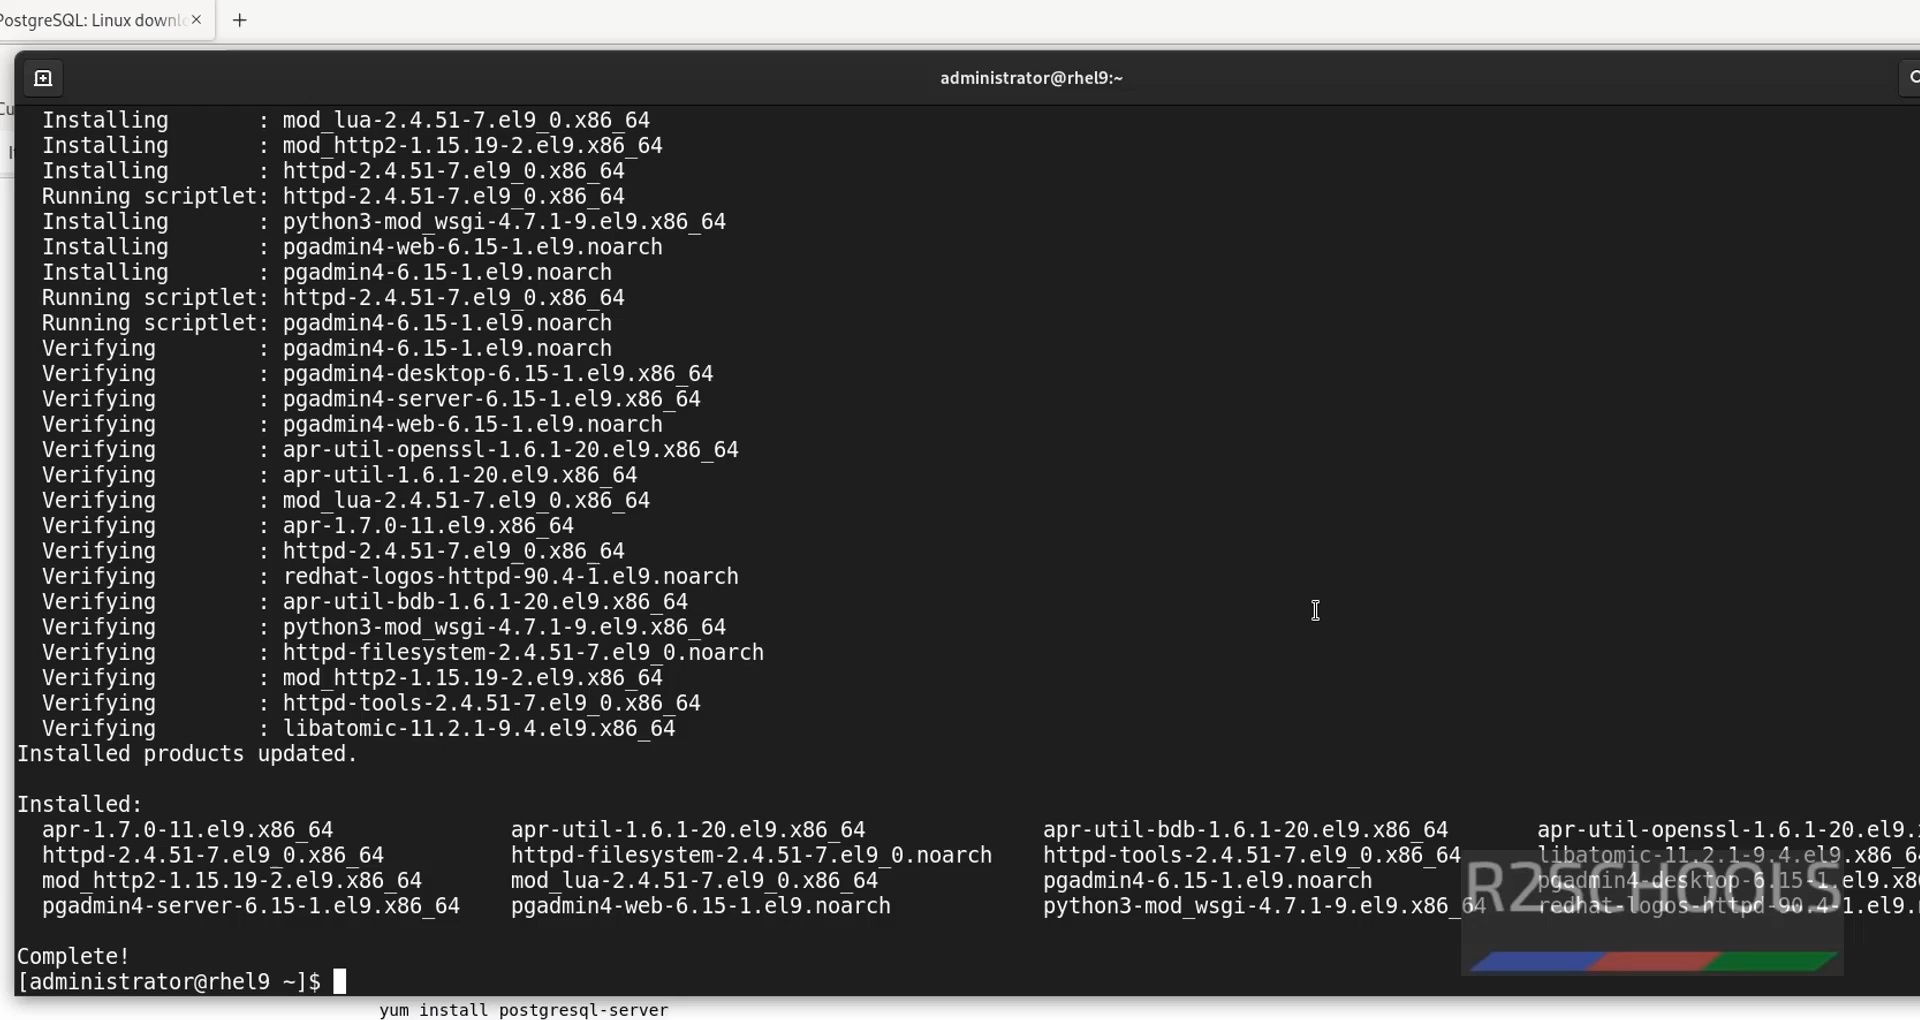 PostgreSQL: Linux downl
administrator@rhel9:~
Installing : mod_lua-2.4.51-7.el9_0.x86_64
Installing : mod_http2-1.15.19-2.el9.x86_64
Installing : httpd-2.4.51-7.el9_0.x86_64
Running scriptlet: httpd-2.4.51-7.el9_0.x86_64
Installing : python3-mod_wsgi-4.7.1-9.el9.x86_64
Installing : pgadmin4-web-6.15-1.el9.noarch
Installing : pgadmin4-6.15-1.el9.noarch
Running scriptlet: httpd-2.4.51-7.el9_0.x86_64
Running scriptlet: pgadmin4-6.15-1.el9.noarch
Verifying : pgadmin4-6.15-1.el9.noarch
Verifying : pgadmin4-desktop-6.15-1.el9.x86_64
Verifying : pgadmin4-server-6.15-1.el9.x86_64
Verifying : pgadmin4-web-6.15-1.el9.noarch
Verifying : apr-util-openssl-1.6.1-20.el9.x86_64
Verifying : apr-util-1.6.1-20.el9.x86_64
Verifying : mod_lua-2.4.51-7.el9_0.x86_64
Verifying : apr-1.7.0-11.el9.x86_64
Verifying : httpd-2.4.51-7.el9_0.x86_64
Verifying : redhat-logos-httpd-90.4-1.el9.noarch
Verifying : apr-util-bdb-1.6.1-20.el9.x86_64
Verifying : python3-mod_wsgi-4.7.1-9.el9.x86_64
Verifying : httpd-filesystem-2.4.51-7.el9_0.noarch
Verifying : mod_http2-1.15.19-2.el9.x86_64
Verifying : httpd-tools-2.4.51-7.el9_0.x86_64
Verifying : libatomic-11.2.1-9.4.el9.x86_64
Installed products updated.
Installed:
apr-1.7.0-11.el9.x86_64 apr-util-1.6.1-20.el9.x86_64 apr-util-bdb-1.6.1-20.el9.x86_64 apr-util-openssl-1.6.1-20.el9.
httpd-2.4.51-7.el9_0.x86_64 httpd-filesystem-2.4.51-7.el9_0.noarch httpd-tools-2.4.51-7.el9_0.x86_64 libatomic-11.2.1-9.4.el9.x86_6
mod_http2-1.15.19-2.el9.x86_64 mod_lua-2.4.51-7.el9_0.x86_64 pgadmin4-6.15-1.el9.noarch pgadmin4-desktop-6.15-1.el9.x8
pgadmin4-server-6.15-1.el9.x86_64 pgadmin4-web-6.15-1.el9.noarch python3-mod_wsgi-4.7.1-9.el9.x86_64 redhat-logos-httpd-90.4-1.el9.
R2SCHOOLS
Complete!
[administrator@rhel9 ~]$
yum install postgresql-server